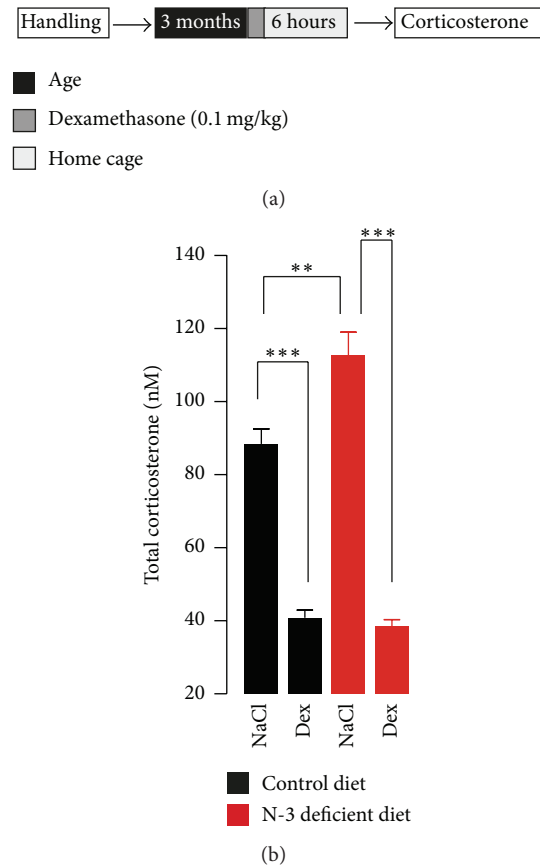 Handling 3 months 6 hours Corticosterone
Age
Dexamethasone (0.1 mg/kg)
Home cage
(a)
***
140
**
120
***
100
80
60
40
20
Total corticosterone (nM)
NaCl Dex NaCl Dex
Control diet
N-3 deficient diet
(b)